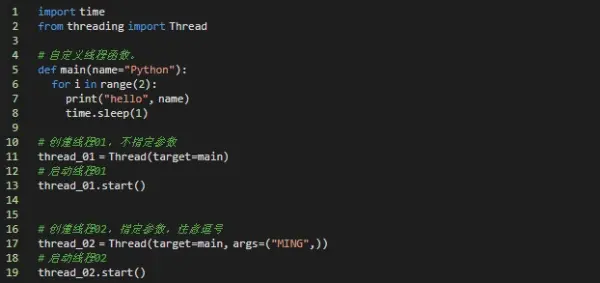 1 import time
2 from threading import Thread
3
4 # 自定义线程函数。
5 def main(name="Python"):
6 for i in range(2):
7 print("hello", name)
8 time.sleep(1)
9
10 # 创建线程01，不指定参数
11 thread_01 = Thread(target=main)
12 # 启动线程01
13 thread_01.start()
14
15
16 # 创建线程02，指定参数，注意逗号
17 thread_02 = Thread(target=main, args=("MING",))
18 # 启动线程02
19 thread_02.start()